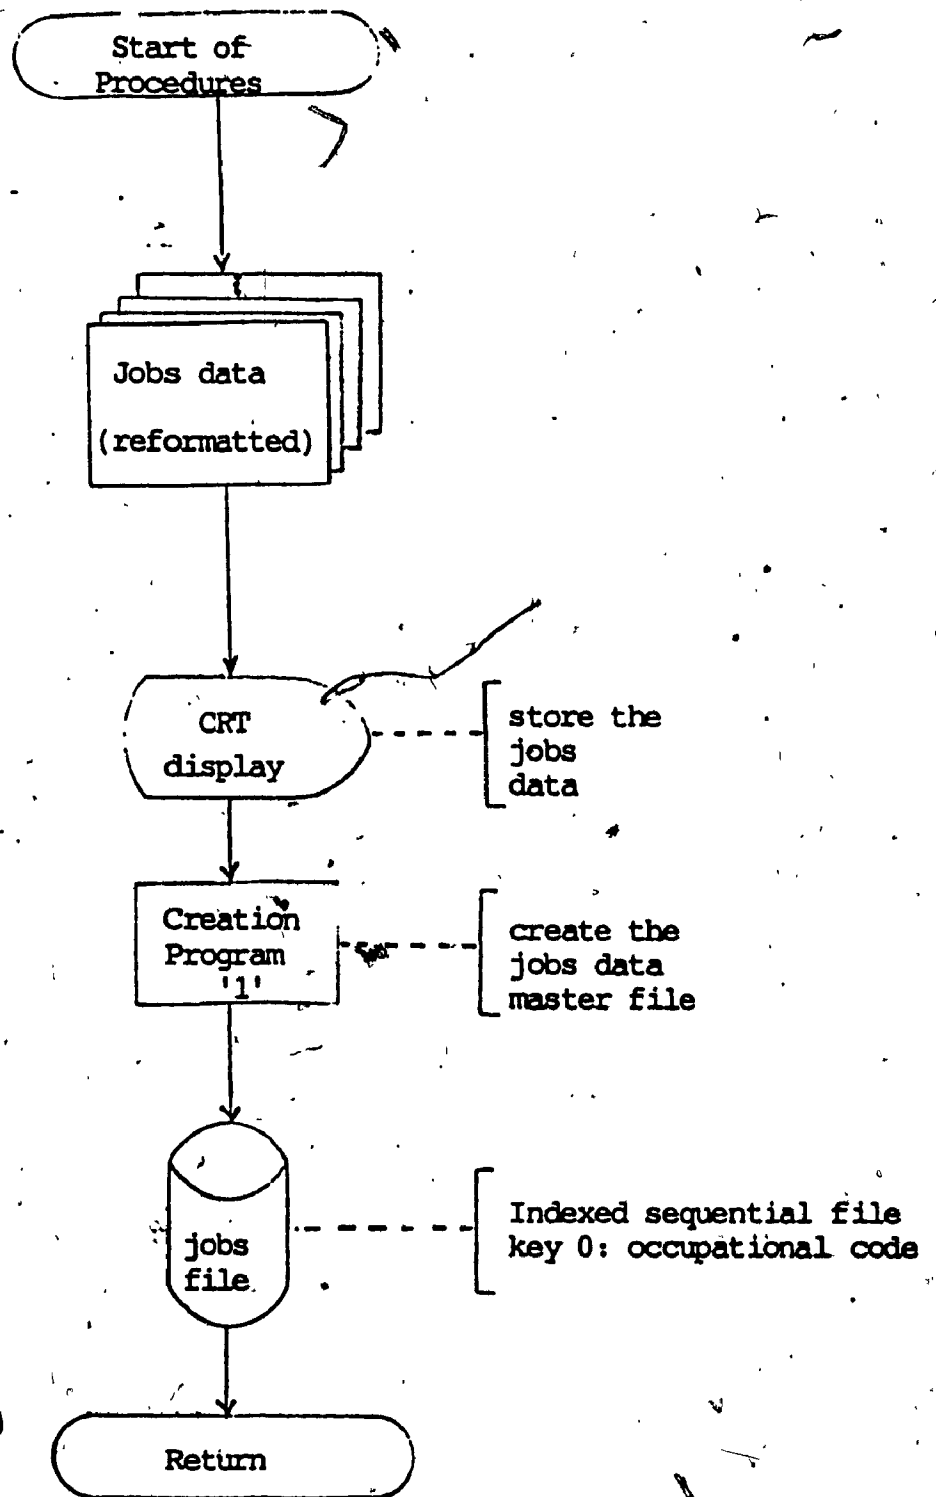 Start of
Procedures
Jobs data
(reformatted)
CRT
display
store the
jobs
data
Creation
Program
'1'
create the
jobs data
master file
jobs
file
Indexed sequential file
key 0: occupational code
Return